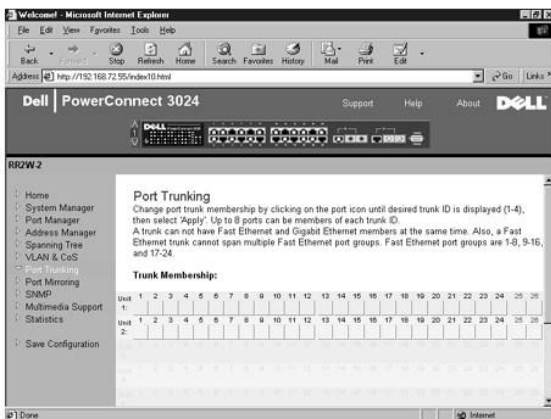 Welcome! - Microsoft Internet Explorer
File Edit View Favorites Tools Help
Back Forward Stop Refresh Home Search Favorites History Mail Print Edit
Address http://192.168.72.55/index10.html Go Links
Dell PowerConnect 3024 Support Help About DELL
DELL
RR2W-2
Home
System Manager
Port Manager
Address Manager
Spanning Tree
VLAN & CoS
Port Trunking
Port Mirroring
SNMP
Multimedia Support
Statistics
Save Configuration
Port Trunking
Change port trunk membership by clicking on the port icon until desired trunk ID is displayed (1-4),
then select 'Apply'. Up to 8 ports can be members of each trunk ID.
A trunk can not have Fast Ethernet and Gigabit Ethernet members at the same time. Also, a Fast
Ethernet trunk cannot span multiple Fast Ethernet port groups. Fast Ethernet port groups are 1-8, 9-16,
and 17-24.
Trunk Membership:
Unit 1: 1 2 3 4 5 6 7 8 9 10 11 12 13 14 15 16 17 18 19 20 21 22 23 24 25 26
Unit 2: 1 2 3 4 5 6 7 8 9 10 11 12 13 14 15 16 17 18 19 20 21 22 23 24 25 26
Done Internet